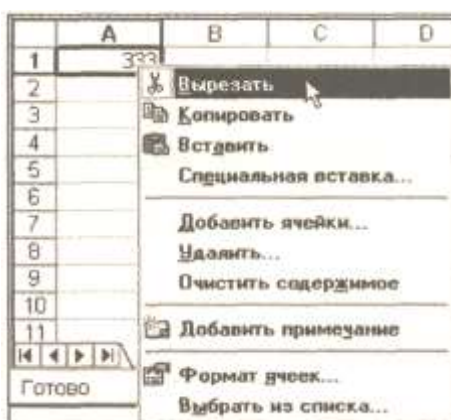 A B C D
1 333
2 Вырезать
3 Копировать
4 Вставить
5 Специальная вставка...
6
7 Добавить ячейки...
8 Удалить...
9 Очистить содержимое
10
11 Добавить примечание
Готово Формат ячеек...
Выбрать из списка...